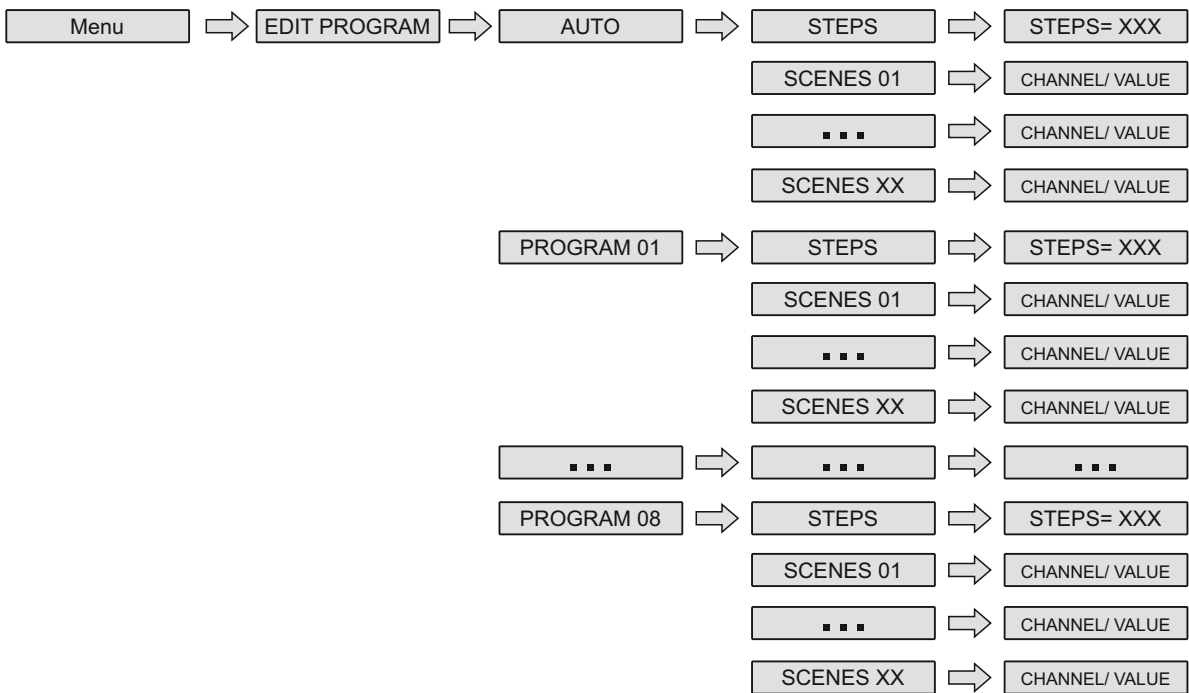 Menu EDIT PROGRAM AUTO STEPS STEPS= XXX
SCENES 01 CHANNEL/ VALUE
... CHANNEL/ VALUE
SCENES XX CHANNEL/ VALUE
PROGRAM 01 STEPS STEPS= XXX
SCENES 01 CHANNEL/ VALUE
... CHANNEL/ VALUE
SCENES XX CHANNEL/ VALUE
... ... ...
PROGRAM 08 STEPS STEPS= XXX
SCENES 01 CHANNEL/ VALUE
... CHANNEL/ VALUE
SCENES XX CHANNEL/ VALUE